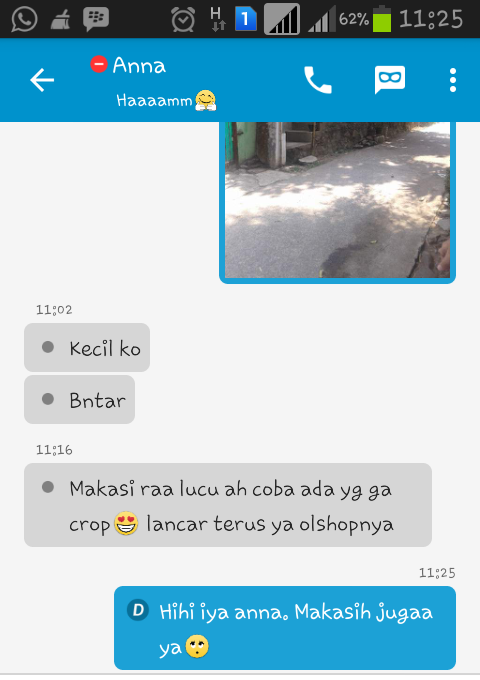 H 1 62% 11:25
Anna
Haaaamm🤗
11:02
Kecil ko
Bntar
11:16
Makasi raa lucu ah coba ada yg ga
crop😍 lancar terus ya olshopnya
11:25
D Hihi iya anna. Makasih jugaa
ya🙄